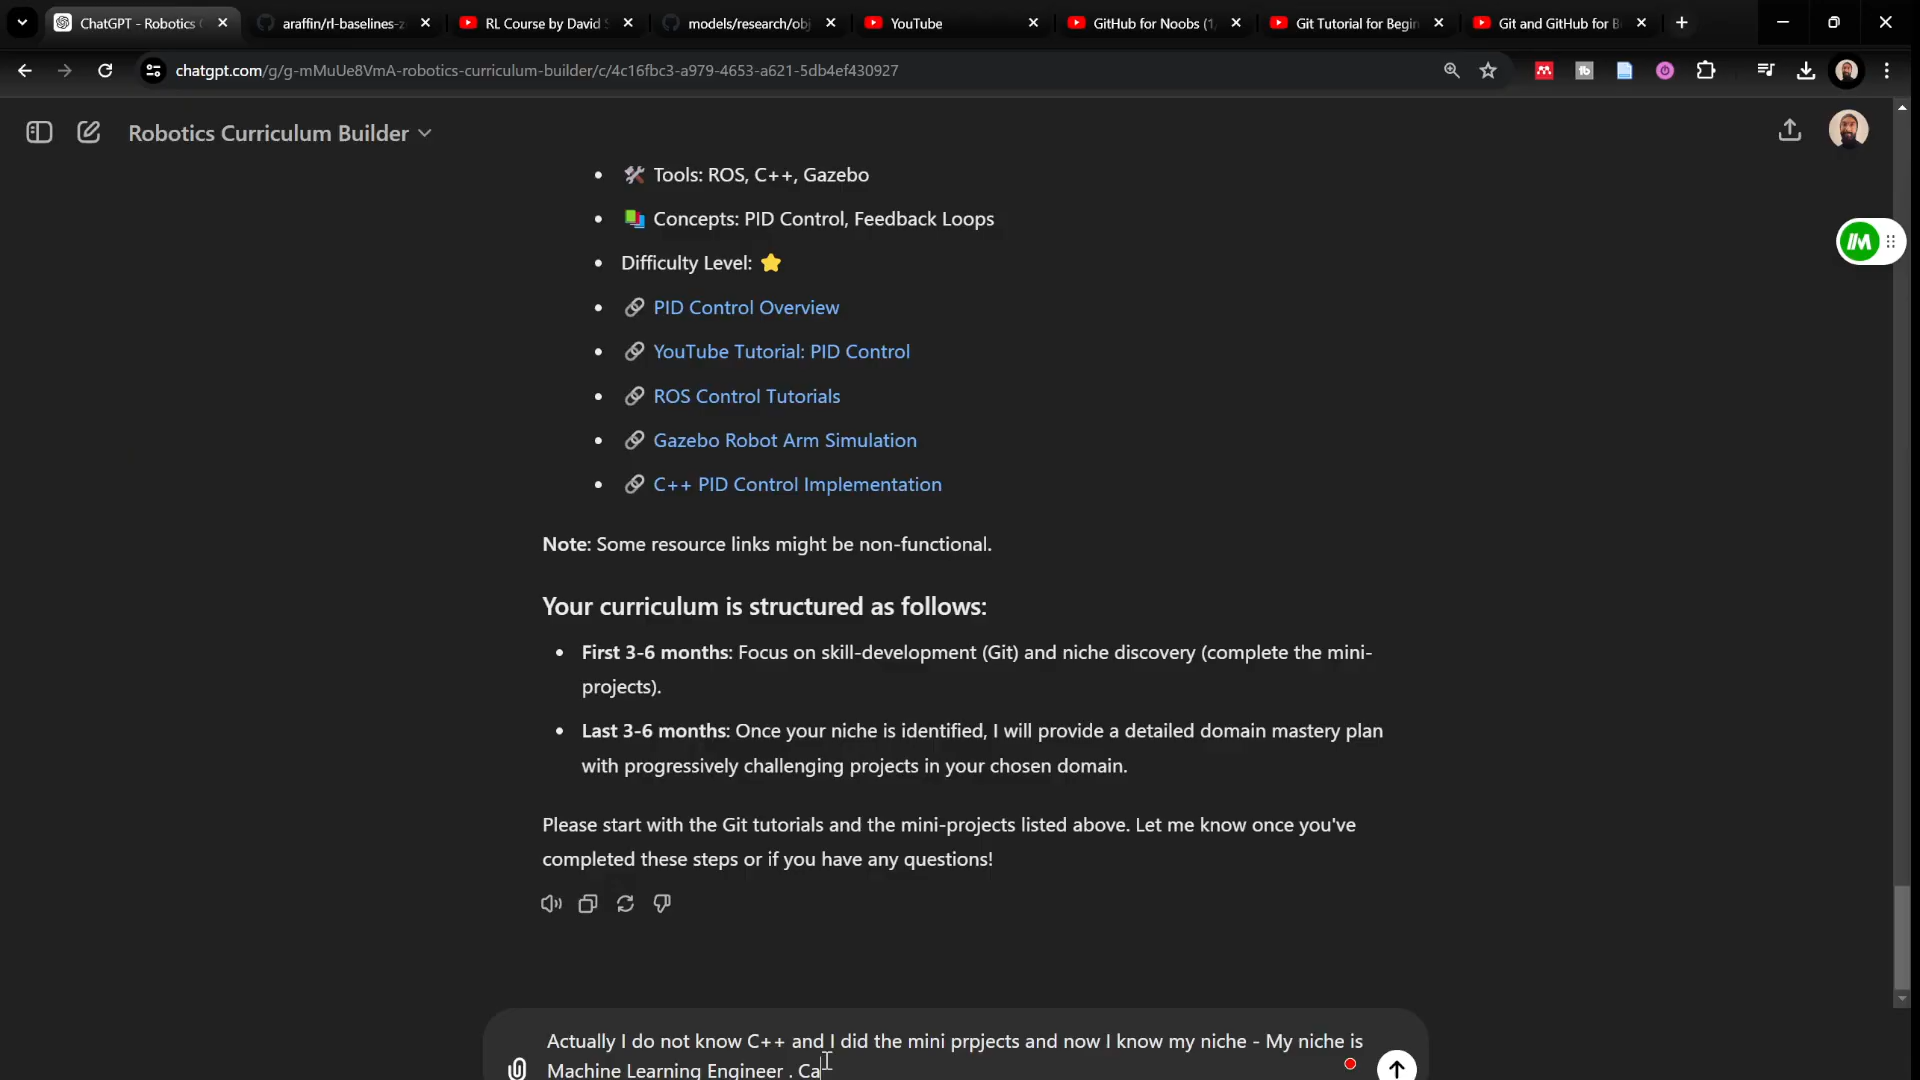 ChatGPT - Robotics
araffin/rl-baselines-z
RL Course by David S
models/research/obj
YouTube
GitHub for Noobs (1/
Git Tutorial for Begin
Git and GitHub for B
chatgpt.com/g/g-mMuUe8VmA-robotics-curriculum-builder/c/4c16fbc3-a979-4653-a621-5db4ef430927
Robotics Curriculum Builder
Tools: ROS, C++, Gazebo
Concepts: PID Control, Feedback Loops
Difficulty Level:
PID Control Overview
YouTube Tutorial: PID Control
ROS Control Tutorials
Gazebo Robot Arm Simulation
C++ PID Control Implementation
Note: Some resource links might be non-functional.
Your curriculum is structured as follows:
First 3-6 months: Focus on skill-development (Git) and niche discovery (complete the mini-
projects).
Last 3-6 months: Once your niche is identified, I will provide a detailed domain mastery plan
with progressively challenging projects in your chosen domain.
Please start with the Git tutorials and the mini-projects listed above. Let me know once you've
completed these steps or if you have any questions!
Actually I do not know C++ and I did the mini prpjects and now I know my niche - My niche is
Machine Learning Engineer . Ca